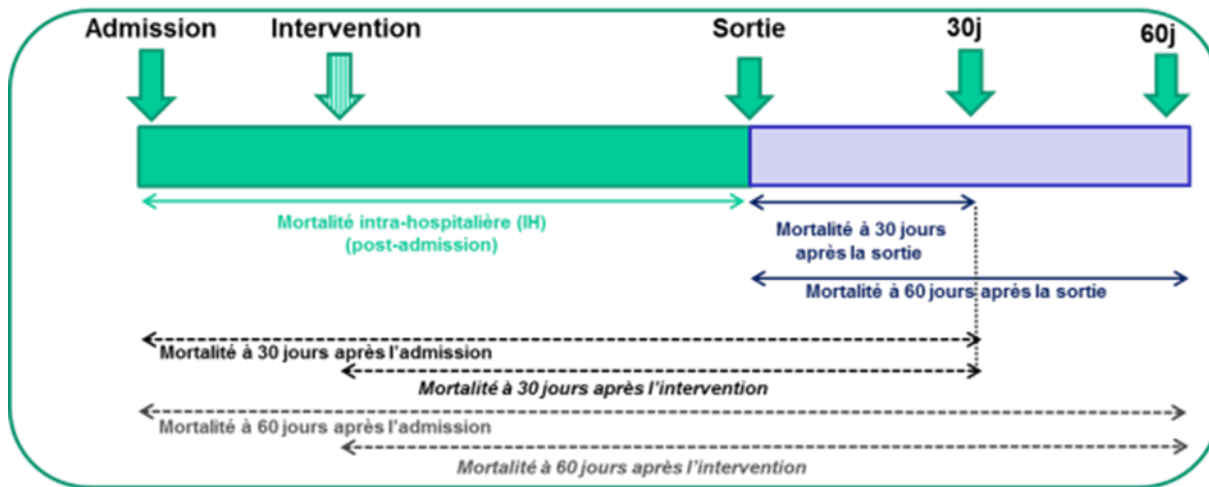 Admission Intervention Sortie 30j 60j
Mortalité intra-hospitalière (IH)
(post-admission)
Mortalité à 30 jours
après la sortie
Mortalité à 60 jours après la sortie
Mortalité à 30 jours après l'admission
Mortalité à 30 jours après l'intervention
Mortalité à 60 jours après l'admission
Mortalité à 60 jours après l'intervention